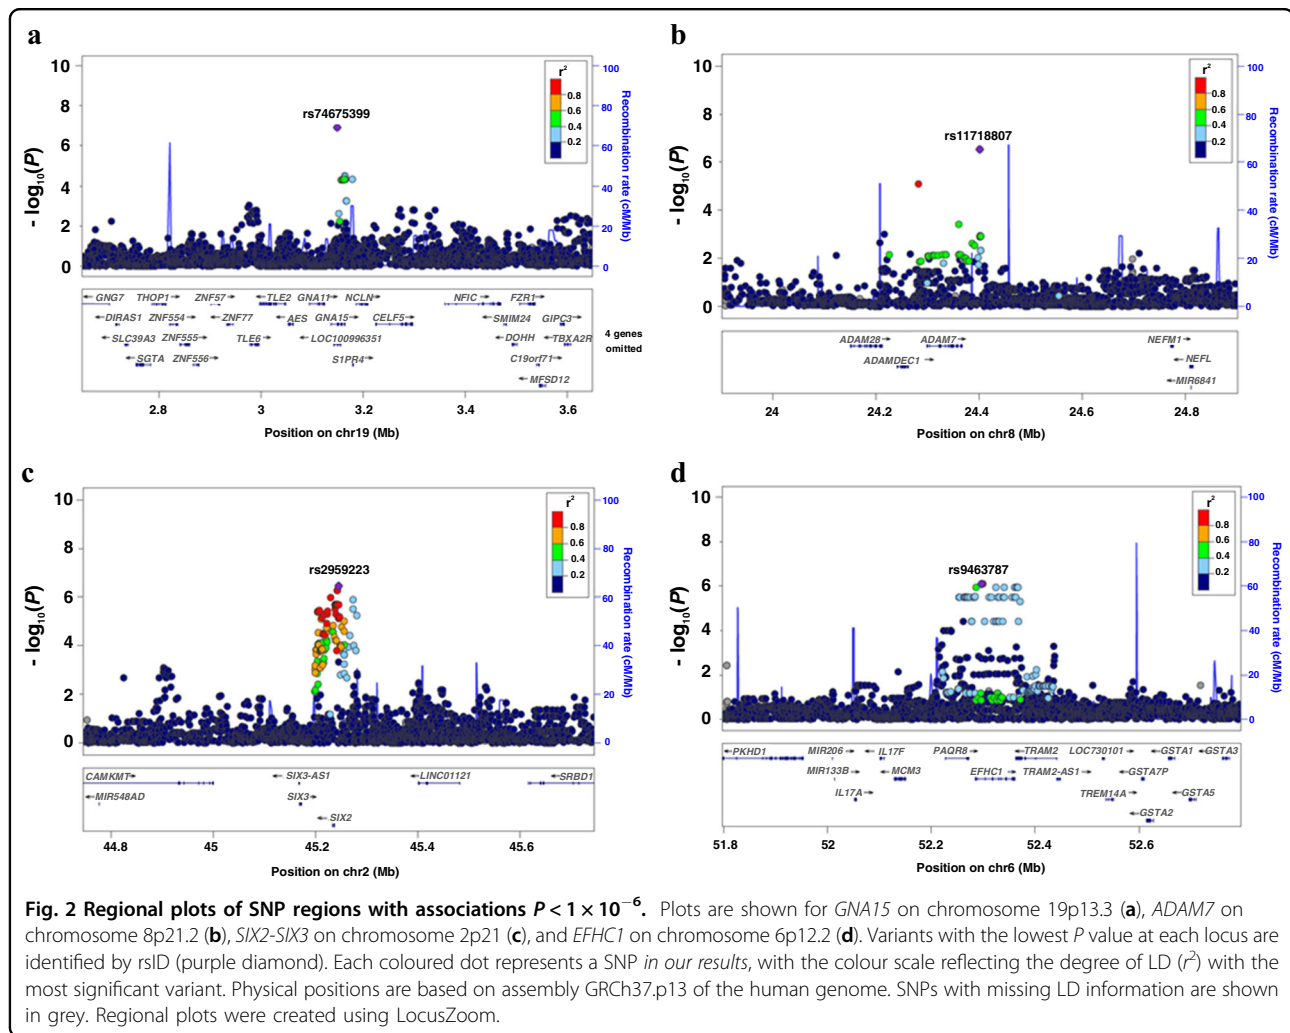 a
10
8
6
4
2
0
- log10(P)
rs74675399
r2
0.8
0.6
0.4
0.2
100
80
60
40
20
0
Recombination rate (cM/Mb)
GNG7 THOP1 ZNF57 TLE2 GNA11 NCLN NFIC FZR1
DIRAS1 ZNF554 ZNF77 AES GNA15 CELF5 SMIM24 GIPC3
SLC39A3 ZNF555 TLE6 LOC100996351 DOHH TBXA2R
SGTA ZNF556 S1PR4 C19orf71
MFSD12
4 genes
omitted
2.8 3 3.2 3.4 3.6
Position on chr19 (Mb)
b
10
8
6
4
2
0
- log10(P)
rs11718807
r2
0.8
0.6
0.4
0.2
100
80
60
40
20
0
Recombination rate (cM/Mb)
ADAM28 ADAM7 NEFM1
ADAMDEC1 NEFL
MIR6841
24 24.2 24.4 24.6 24.8
Position on chr8 (Mb)
c
10
8
6
4
2
0
- log10(P)
rs2959223
r2
0.8
0.6
0.4
0.2
100
80
60
40
20
0
Recombination rate (cM/Mb)
CAMKMT SIX3-AS1 LINC01121 SRBD1
MIR548AD SIX3
SIX2
44.8 45 45.2 45.4 45.6
Position on chr2 (Mb)
d
10
8
6
4
2
0
- log10(P)
rs9463787
r2
0.8
0.6
0.4
0.2
100
80
60
40
20
0
Recombination rate (cM/Mb)
PKHD1 MIR206 IL17F PAQR8 TRAM2 LOC730101 GSTA1 GSTA3
MIR133B MCM3 EFHC1 TRAM2-AS1 GSTA7P
IL17A TREM14A GSTA5
GSTA2
51.8 52 52.2 52.4 52.6
Position on chr6 (Mb)
Fig. 2 Regional plots of SNP regions with associations P < 1 × 10−6. Plots are shown for GNA15 on chromosome 19p13.3 (a), ADAM7 on
chromosome 8p21.2 (b), SIX2-SIX3 on chromosome 2p21 (c), and EFHC1 on chromosome 6p12.2 (d). Variants with the lowest P value at each locus are
identified by rsID (purple diamond). Each coloured dot represents a SNP in our results, with the colour scale reflecting the degree of LD (r2) with the
most significant variant. Physical positions are based on assembly GRCh37.p13 of the human genome. SNPs with missing LD information are shown
in grey. Regional plots were created using LocusZoom.